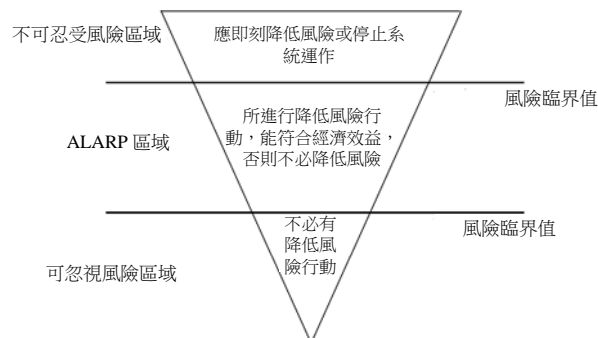 不可忍受風險區域
應即刻降低風險或停止系
統運作
風險臨界值
ALARP 區域
所進行降低風險行
動，能符合經濟效益，
否則不必降低風險
風險臨界值
可忽視風險區域
不必有
降低風
險行動